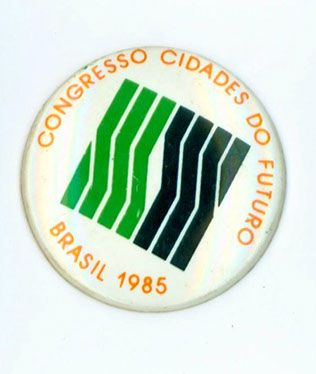 CONGRESSO CIDADES DO FUTURO
BRASIL 1985